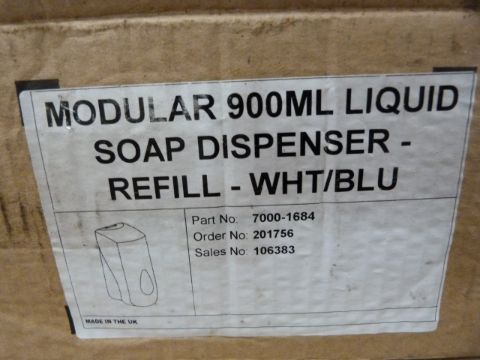 MODULAR 900ML LIQUID
SOAP DISPENSER -
REFILL - WHT/BLU
Part No: 7000-1684
Order No: 201756
Sales No: 106383
MADE IN THE UK